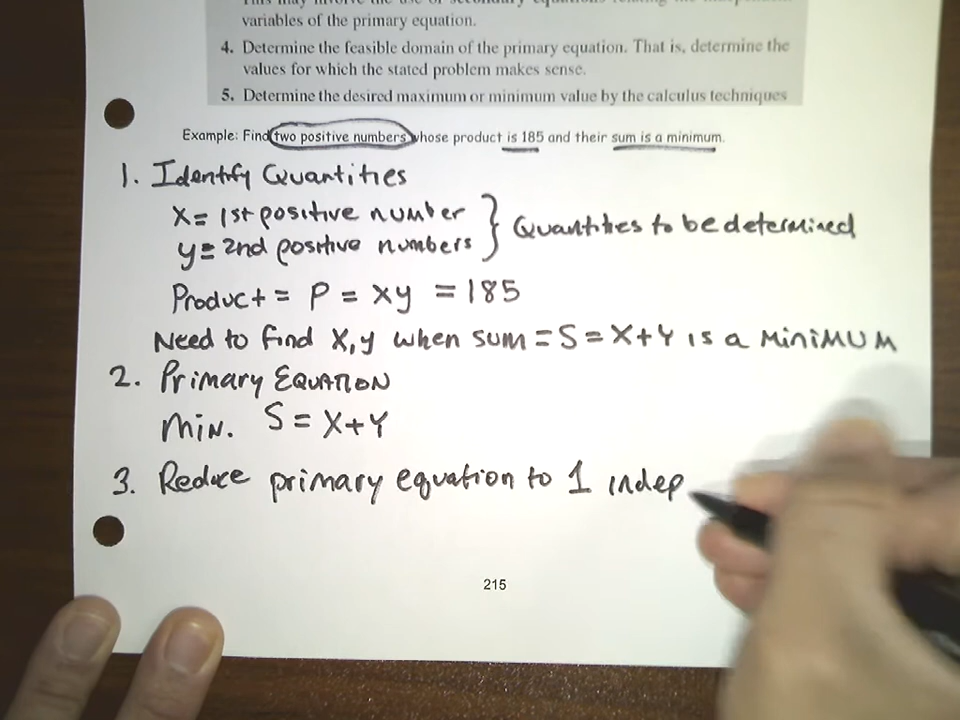 variables of the primary equation.
4. Determine the feasible domain of the primary equation. That is, determine the
values for which the stated problem makes sense.
5. Determine the desired maximum or minimum value by the calculus techniques
Example: Find two positive numbers whose product is 185 and their sum is a minimum.
1. Identify Quantities
X = 1st positive number
y = 2nd positive numbers } Quantities to be determined
Product = P = xy = 185
Need to find X, y when sum = S = X+Y is a MINIMUM
2. Primary EQUATION
MIN. S = X+Y
3. Reduce primary equation to 1 indep
215